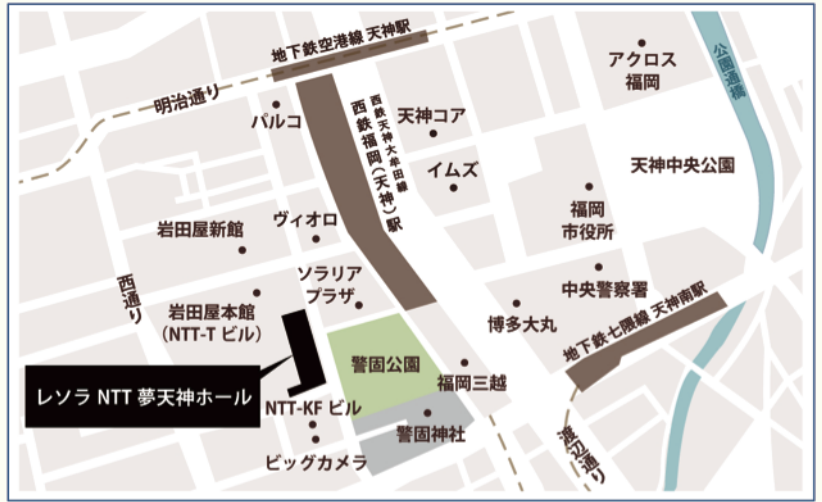 地下鉄空港線 天神駅
明治通り
パルコ
西鉄天神大牟田線
西鉄福岡(天神)駅
天神コア
イムズ
アクロス
福岡
公園通橋
天神中央公園
福岡
市役所
中央警察署
博多大丸
地下鉄七隈線 天神南駅
岩田屋新館
ヴィオロ
西通り
ソラリア
プラザ
岩田屋本館
(NTT-T ビル)
警固公園
福岡三越
レソラ NTT 夢天神ホール
NTT-KF ビル
警固神社
ビッグカメラ
渡辺通り